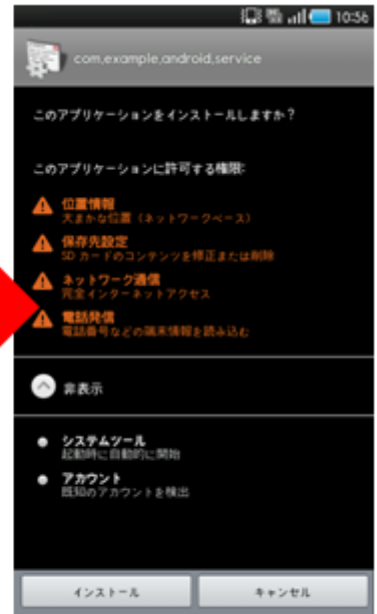 10:56
com.example.android.service
このアプリケーションをインストールしますか？
このアプリケーションに許可する権限:
位置情報
大まかな位置（ネットワークベース）
保存先設定
SD カードのコンテンツを修正または削除
ネットワーク通信
完全インターネットアクセス
電話発信
電話番号などの端末情報を読み込む
非表示
システムツール
起動時に自動的に開始
アカウント
既知のアカウントを検出
インストール
キャンセル